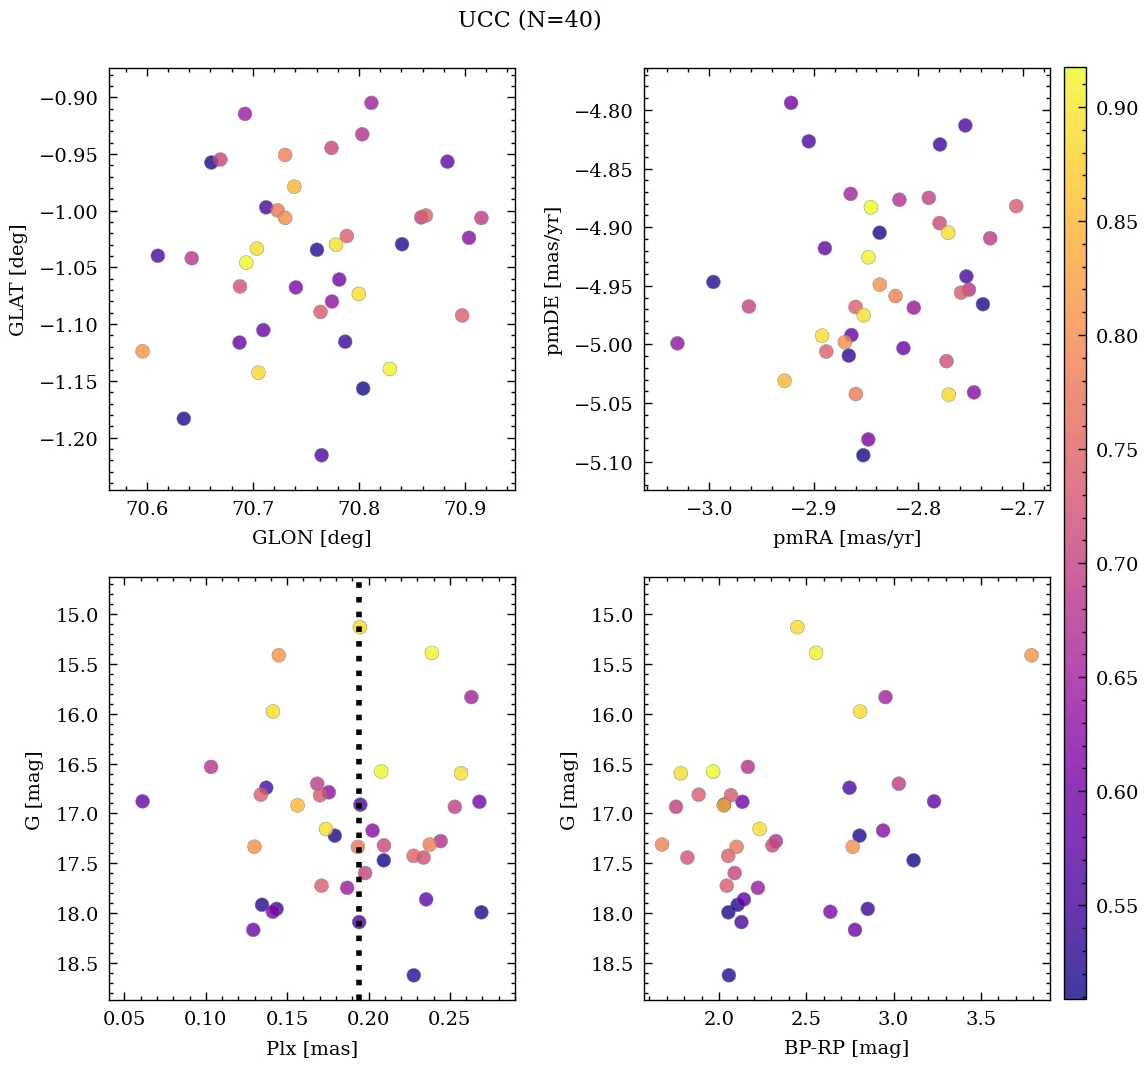 UCC (N=40)
−0.90
−0.95
−1.00
−1.05
−1.10
−1.15
−1.20
GLAT [deg]
70.6 70.7 70.8 70.9
GLON [deg]
−4.80
−4.85
−4.90
−4.95
−5.00
−5.05
−5.10
pmDE [mas/yr]
−3.0 −2.9 −2.8 −2.7
pmRA [mas/yr]
15.0
15.5
16.0
16.5
17.0
17.5
18.0
18.5
G [mag]
0.05 0.10 0.15 0.20 0.25
Plx [mas]
15.0
15.5
16.0
16.5
17.0
17.5
18.0
18.5
G [mag]
2.0 2.5 3.0 3.5
BP-RP [mag]
0.90
0.85
0.80
0.75
0.70
0.65
0.60
0.55